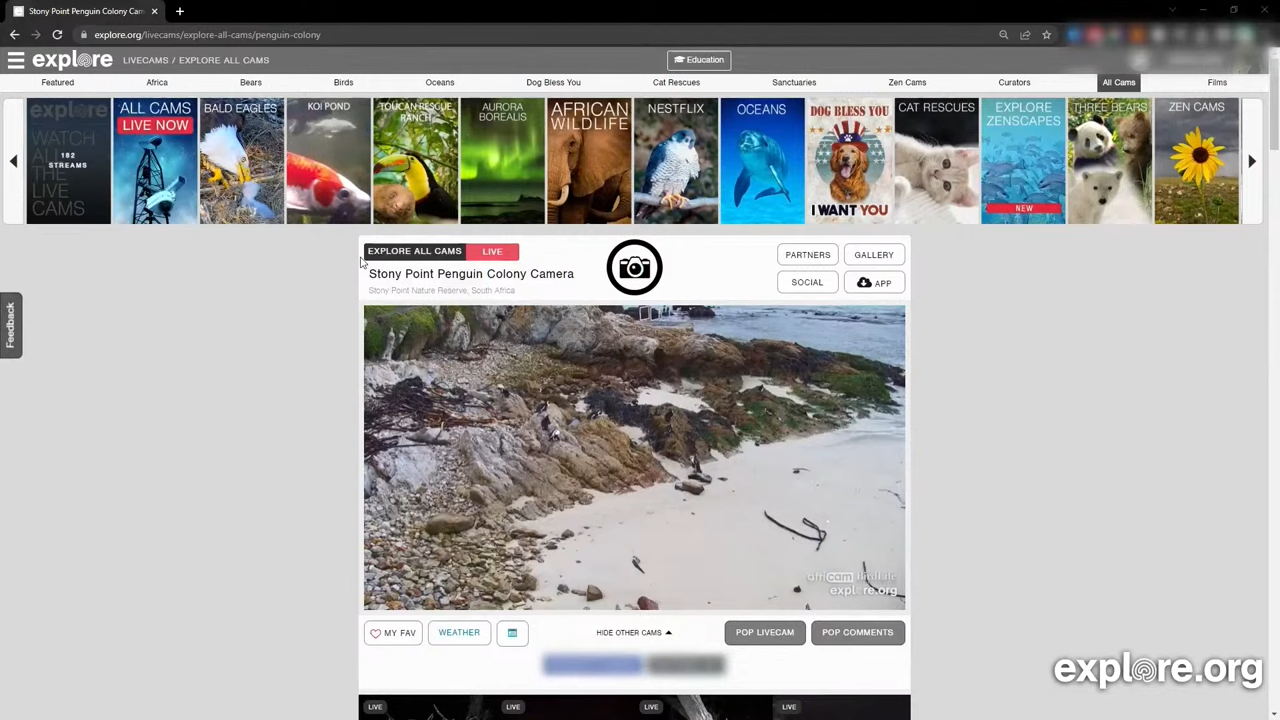 Stony Point Penguin Colony Cam
explore.org/livecams/explore-all-cams/penguin-colony
explore
LIVECAMS / EXPLORE ALL CAMS
Education
Featured
Africa
Bears
Birds
Oceans
Dog Bless You
Cat Rescues
Sanctuaries
Zen Cams
Curators
All Cams
Films
explore
WATCH
ALL
THE
LIVE
CAMS
182
STREAMS
ALL CAMS
LIVE NOW
BALD EAGLES
KOI POND
TOUCAN RESCUE
RANCH
AURORA
BOREALIS
AFRICAN
WILDLIFE
NESTFLIX
OCEANS
DOG BLESS YOU
I WANT YOU
CAT RESCUES
EXPLORE
ZENSCAPES
NEW
THREE BEARS
ZEN CAMS
Feedback
EXPLORE ALL CAMS LIVE
Stony Point Penguin Colony Camera
Stony Point Nature Reserve, South Africa
PARTNERS
GALLERY
SOCIAL
APP
africam BirdLife
explore.org
MY FAV
WEATHER
HIDE OTHER CAMS
POP LIVECAM
POP COMMENTS
explore.org
LIVE
LIVE
LIVE
LIVE